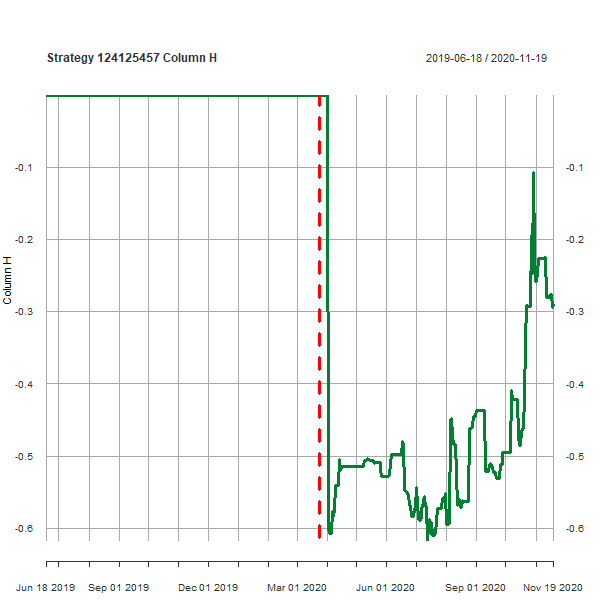 Strategy 124125457 Column H
2019-06-18 / 2020-11-19
-0.1 -0.1
-0.2 -0.2
Column H
-0.3 -0.3
-0.4 -0.4
-0.5 -0.5
-0.6 -0.6
Jun 18 2019 Sep 01 2019 Dec 01 2019 Mar 01 2020 Jun 01 2020 Sep 01 2020 Nov 19 2020